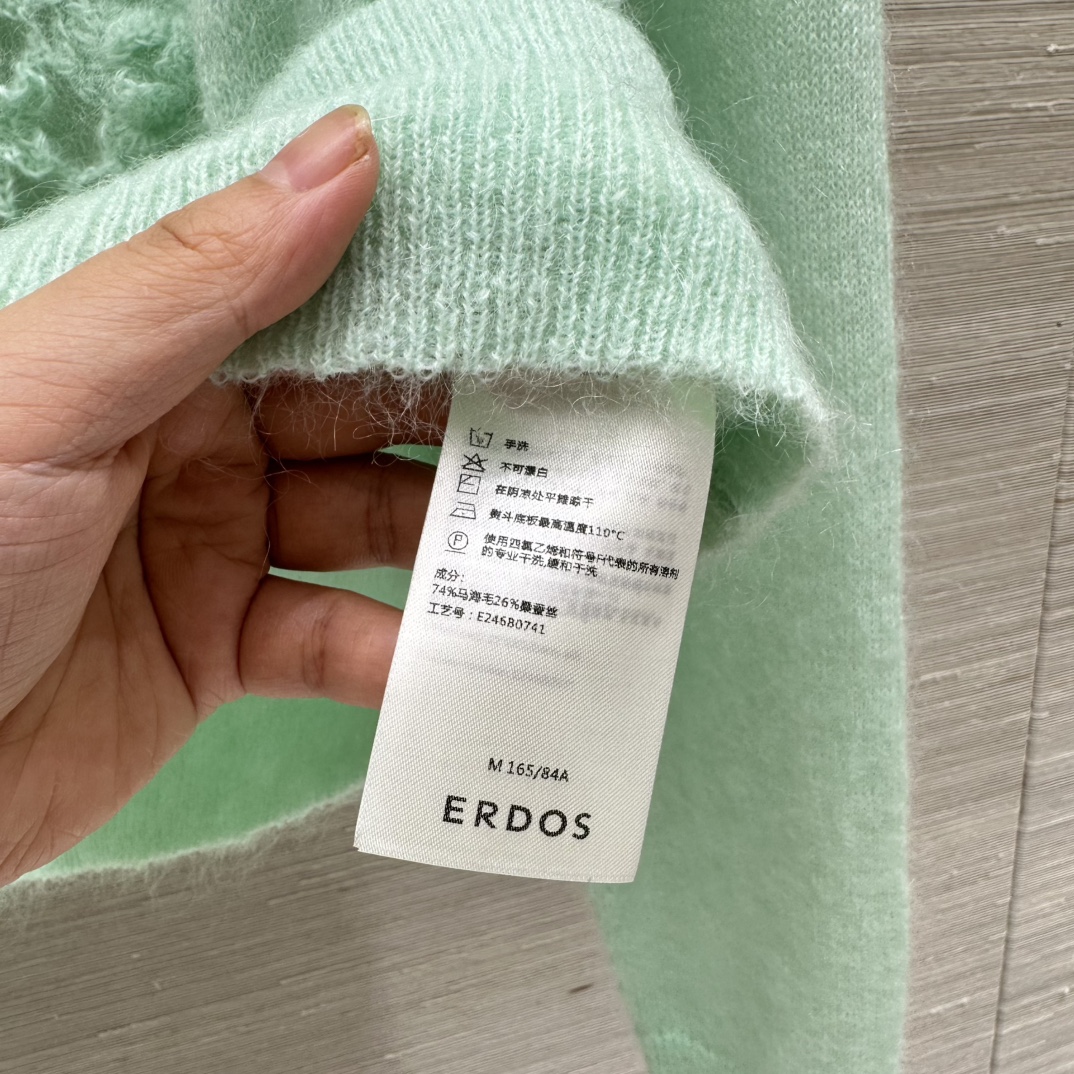 手洗
不可漂白
在阴凉处平摊晾干
熨斗底板最高温度110°C
P
使用四氯乙烯和符号F代表的所有溶剂
的专业干洗,缓和干洗
成分:
74%马海毛26%桑蚕丝
工艺号:E246B0741
M 165/84A
ERDOS